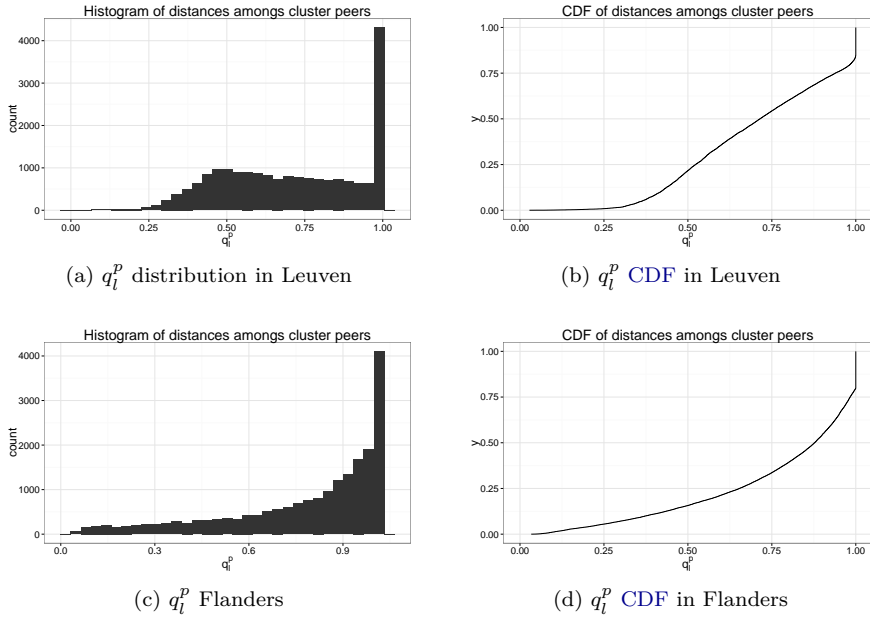 Histogram of distances amongs cluster peers
count
4000
3000
2000
1000
0
0.00 0.25 0.50 0.75 1.00
q_l^p
(a) q_l^p distribution in Leuven
CDF of distances amongs cluster peers
y
1.00
0.75
0.50
0.25
0.00
0.00 0.25 0.50 0.75 1.00
q_l^p
(b) q_l^p CDF in Leuven
Histogram of distances amongs cluster peers
count
4000
3000
2000
1000
0
0.0 0.3 0.6 0.9
q_l^p
(c) q_l^p Flanders
CDF of distances amongs cluster peers
y
1.00
0.75
0.50
0.25
0.00
0.00 0.25 0.50 0.75 1.00
q_l^p
(d) q_l^p CDF in Flanders